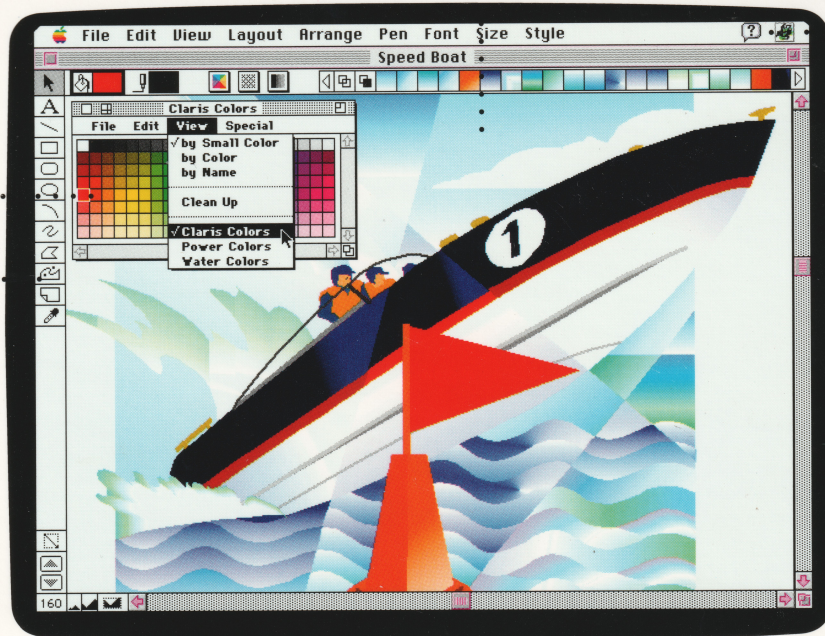 File Edit View Layout Arrange Pen Font Size Style
Speed Boat
A
Claris Colors
File Edit View Special
√by Small Color
by Color
by Name
Clean Up
√Claris Colors
Power Colors
Water Colors
1
160